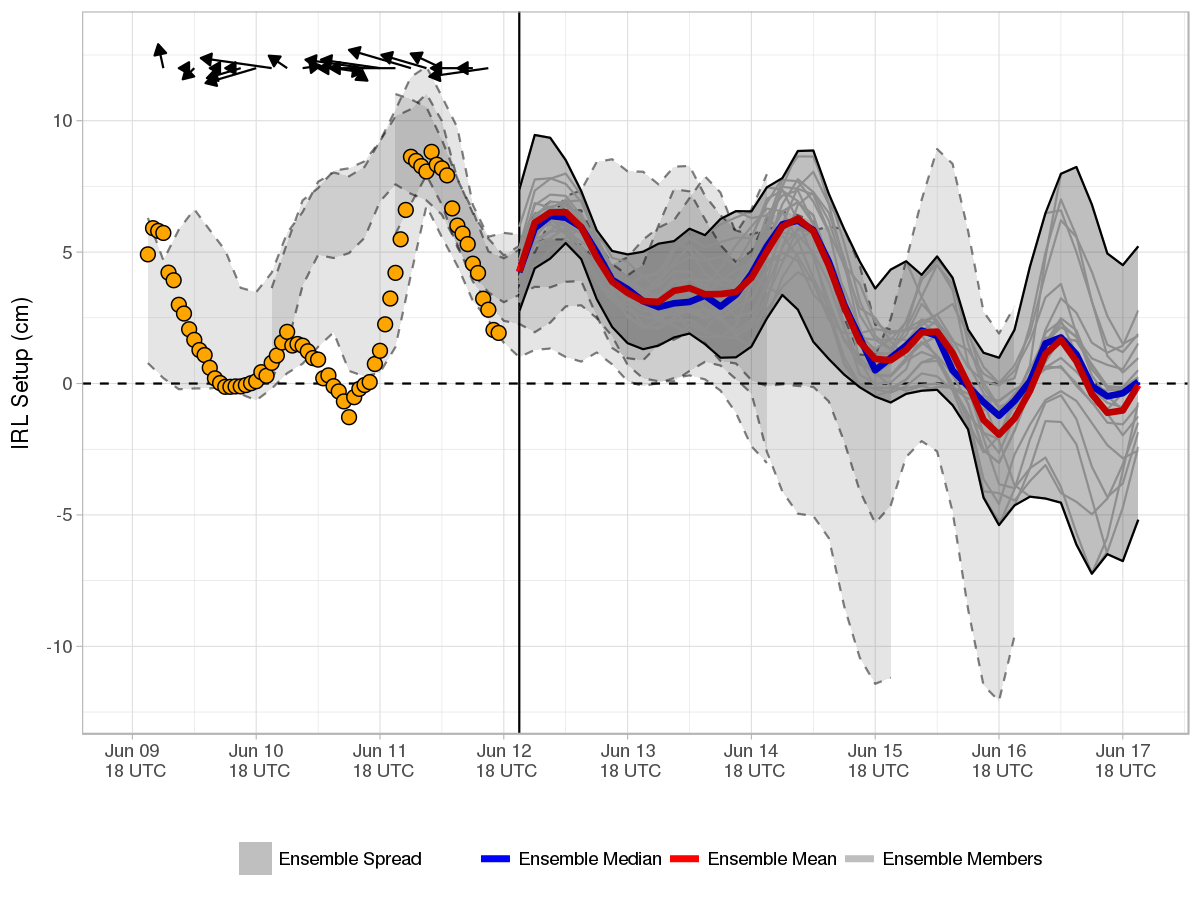 IRL Setup (cm)
10
5
0
-5
-10
Jun 09 Jun 10 Jun 11 Jun 12 Jun 13 Jun 14 Jun 15 Jun 16 Jun 17
18 UTC 18 UTC 18 UTC 18 UTC 18 UTC 18 UTC 18 UTC 18 UTC 18 UTC
Ensemble Spread Ensemble Median Ensemble Mean Ensemble Members